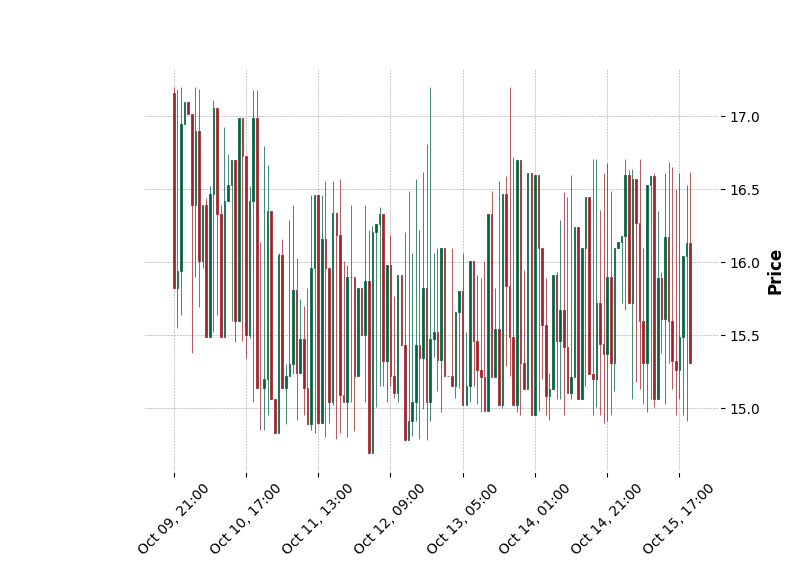 17.0
16.5
16.0
15.5
15.0
Price
Oct 09, 21:00
Oct 10, 17:00
Oct 11, 13:00
Oct 12, 09:00
Oct 13, 05:00
Oct 14, 01:00
Oct 14, 21:00
Oct 15, 17:00